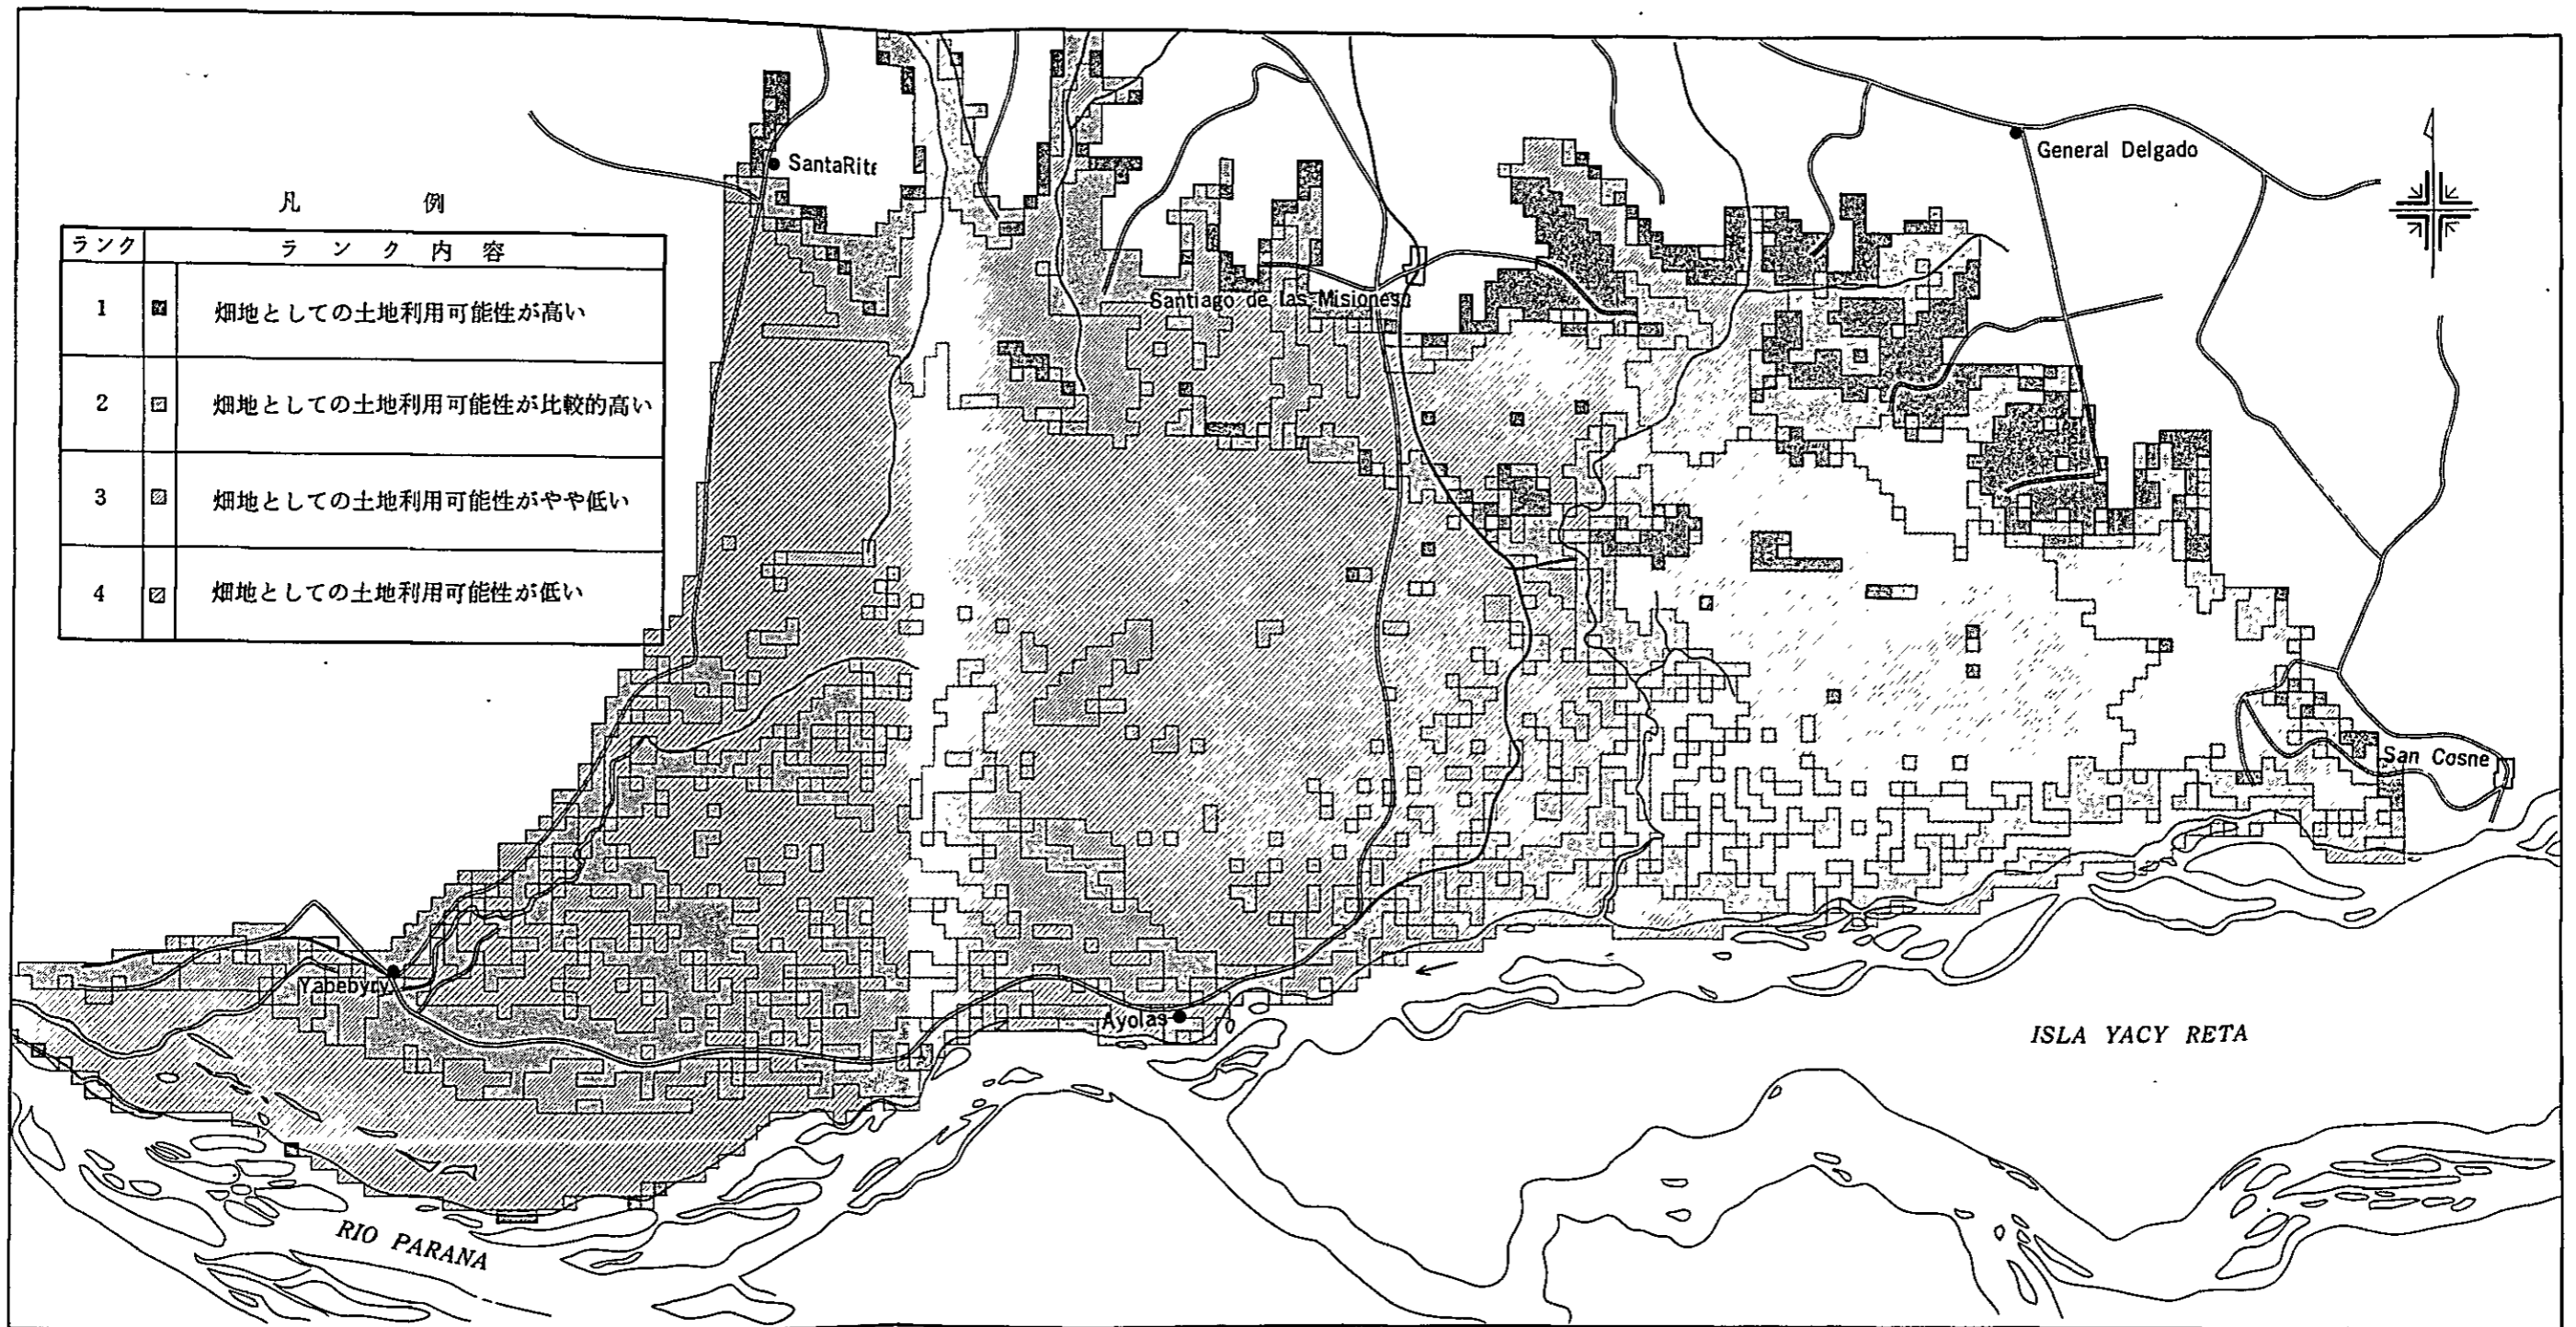 General Delgado
SantaRita
凡 例
ランク ランク内容
1 畑地としての土地利用可能性が高い
2 畑地としての土地利用可能性が比較的高い
3 畑地としての土地利用可能性がやや低い
4 畑地としての土地利用可能性が低い
Santiago de las Misiones
San Cosne
Yabebyry
Ayolas
ISLA YACY RETA
RIO PARANA